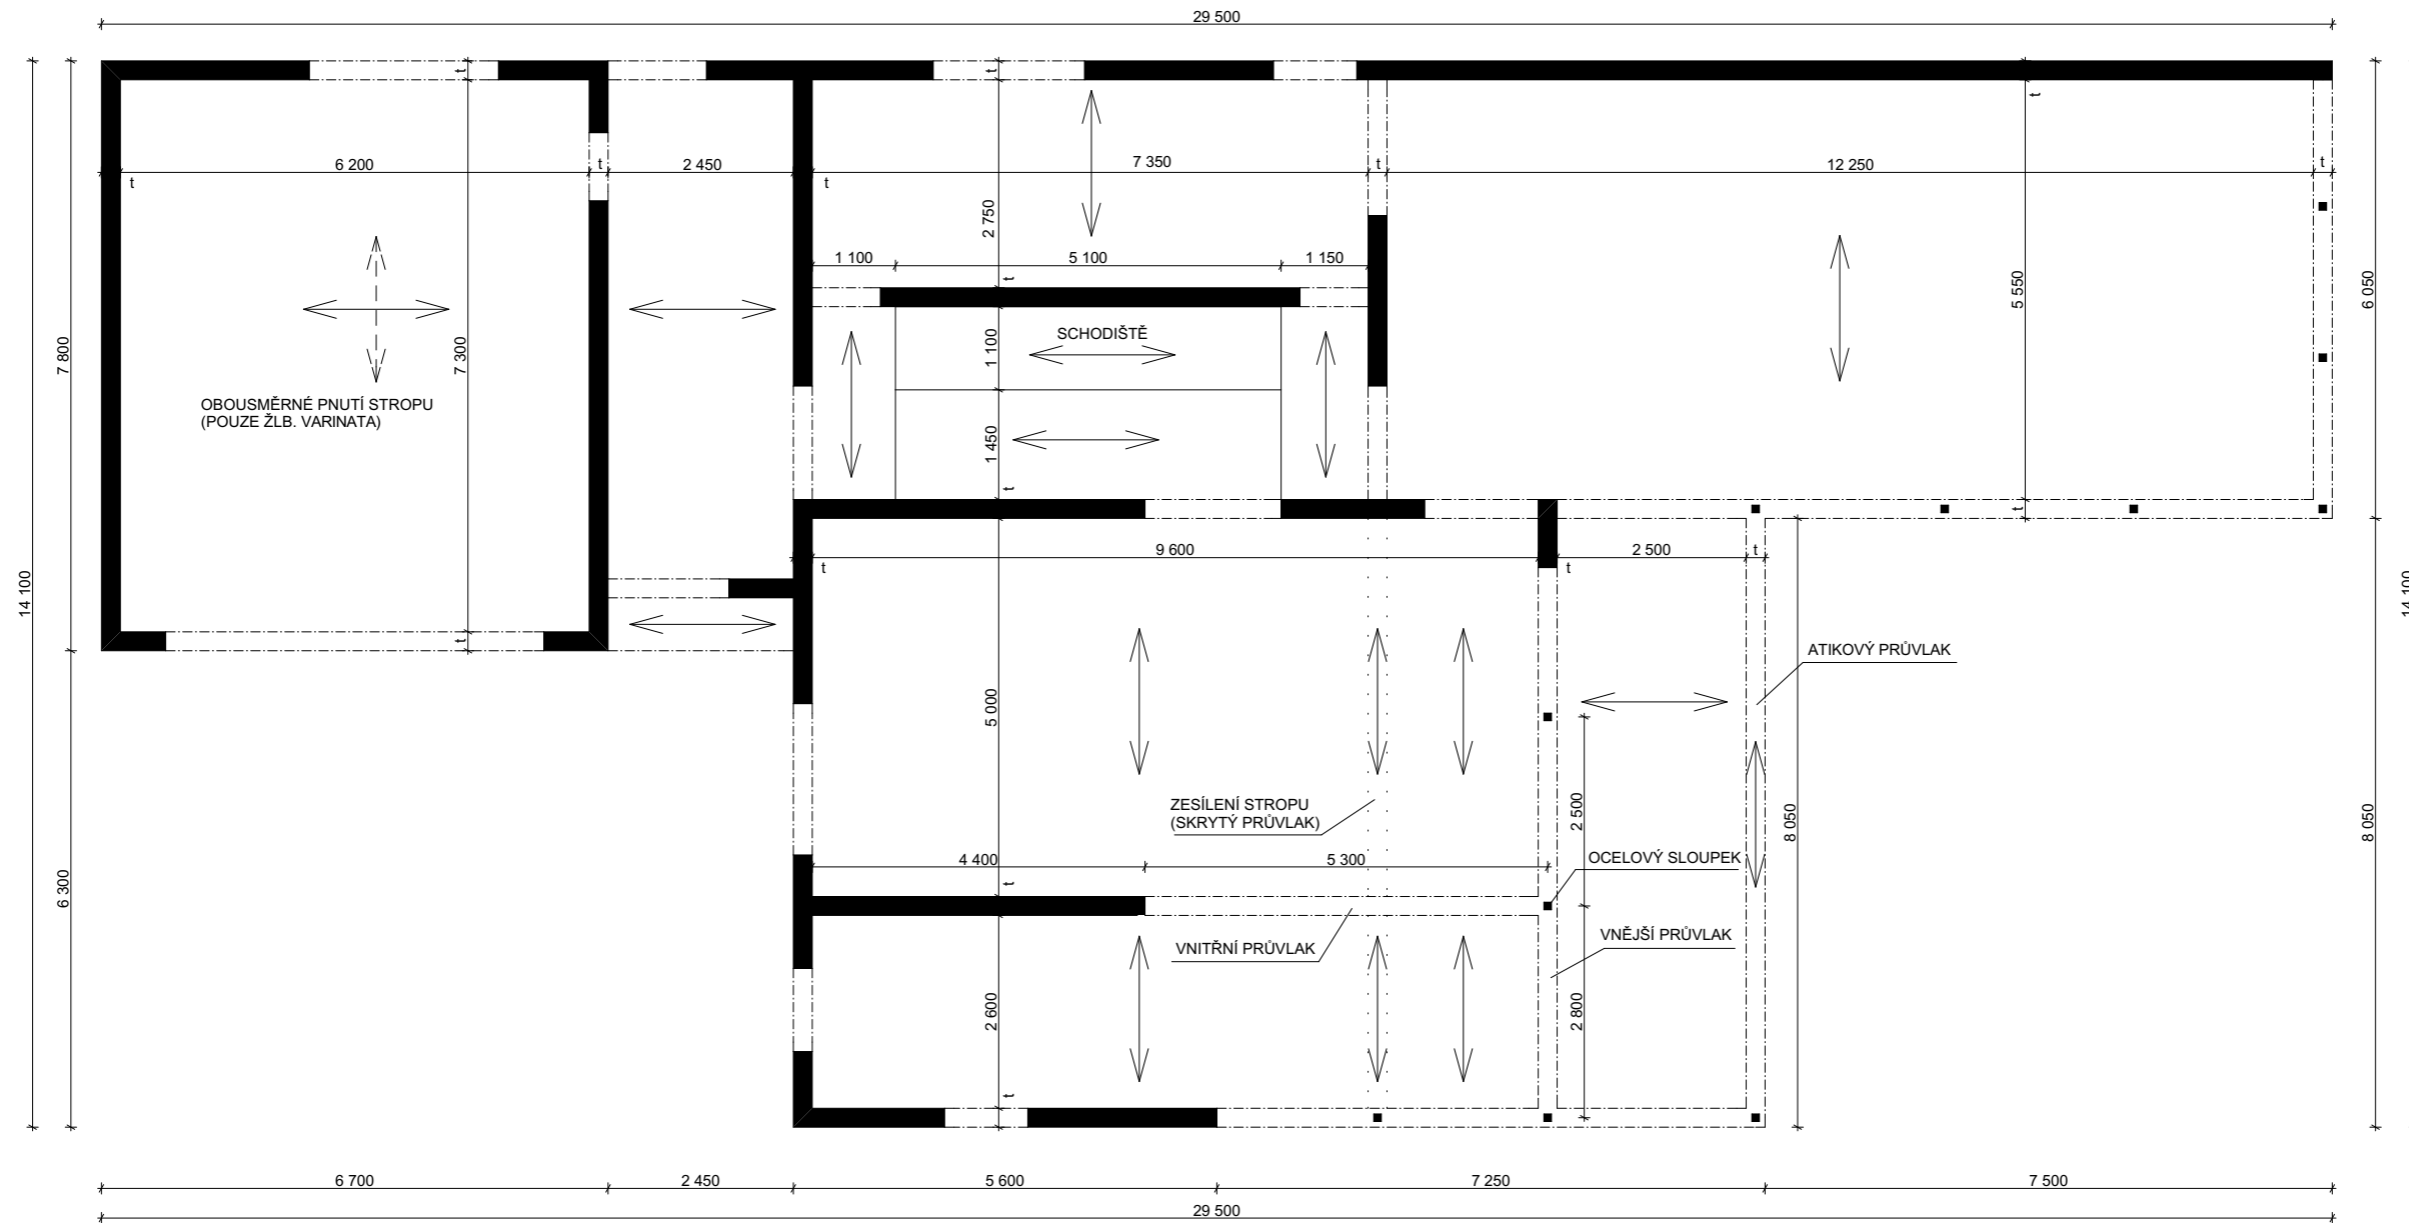 29 500
t
t
t
6 200
t
2 450
7 350
t
12 250
t
t
t
2 750
1 100
5 100
1 150
t
5 550
6 050
SCHODIŠTĚ
1 100
7 800
7 300
OBOUSMĚRNÉ PNUTÍ STROPU
(POUZE ŽLB. VARINATA)
1 450
t
t
9 600
2 500
t
t
t
14 100
14 100
t
ATIKOVÝ PRŮVLAK
5 000
ZESÍLENÍ STROPU
(SKRYTÝ PRŮVLAK)
2 500
8 050
8 050
4 400
5 300
OCELOVÝ SLOUPEK
6 300
t
VNITŘNÍ PRŮVLAK
VNĚJŠÍ PRŮVLAK
2 600
2 800
t
6 700
2 450
5 600
7 250
7 500
29 500